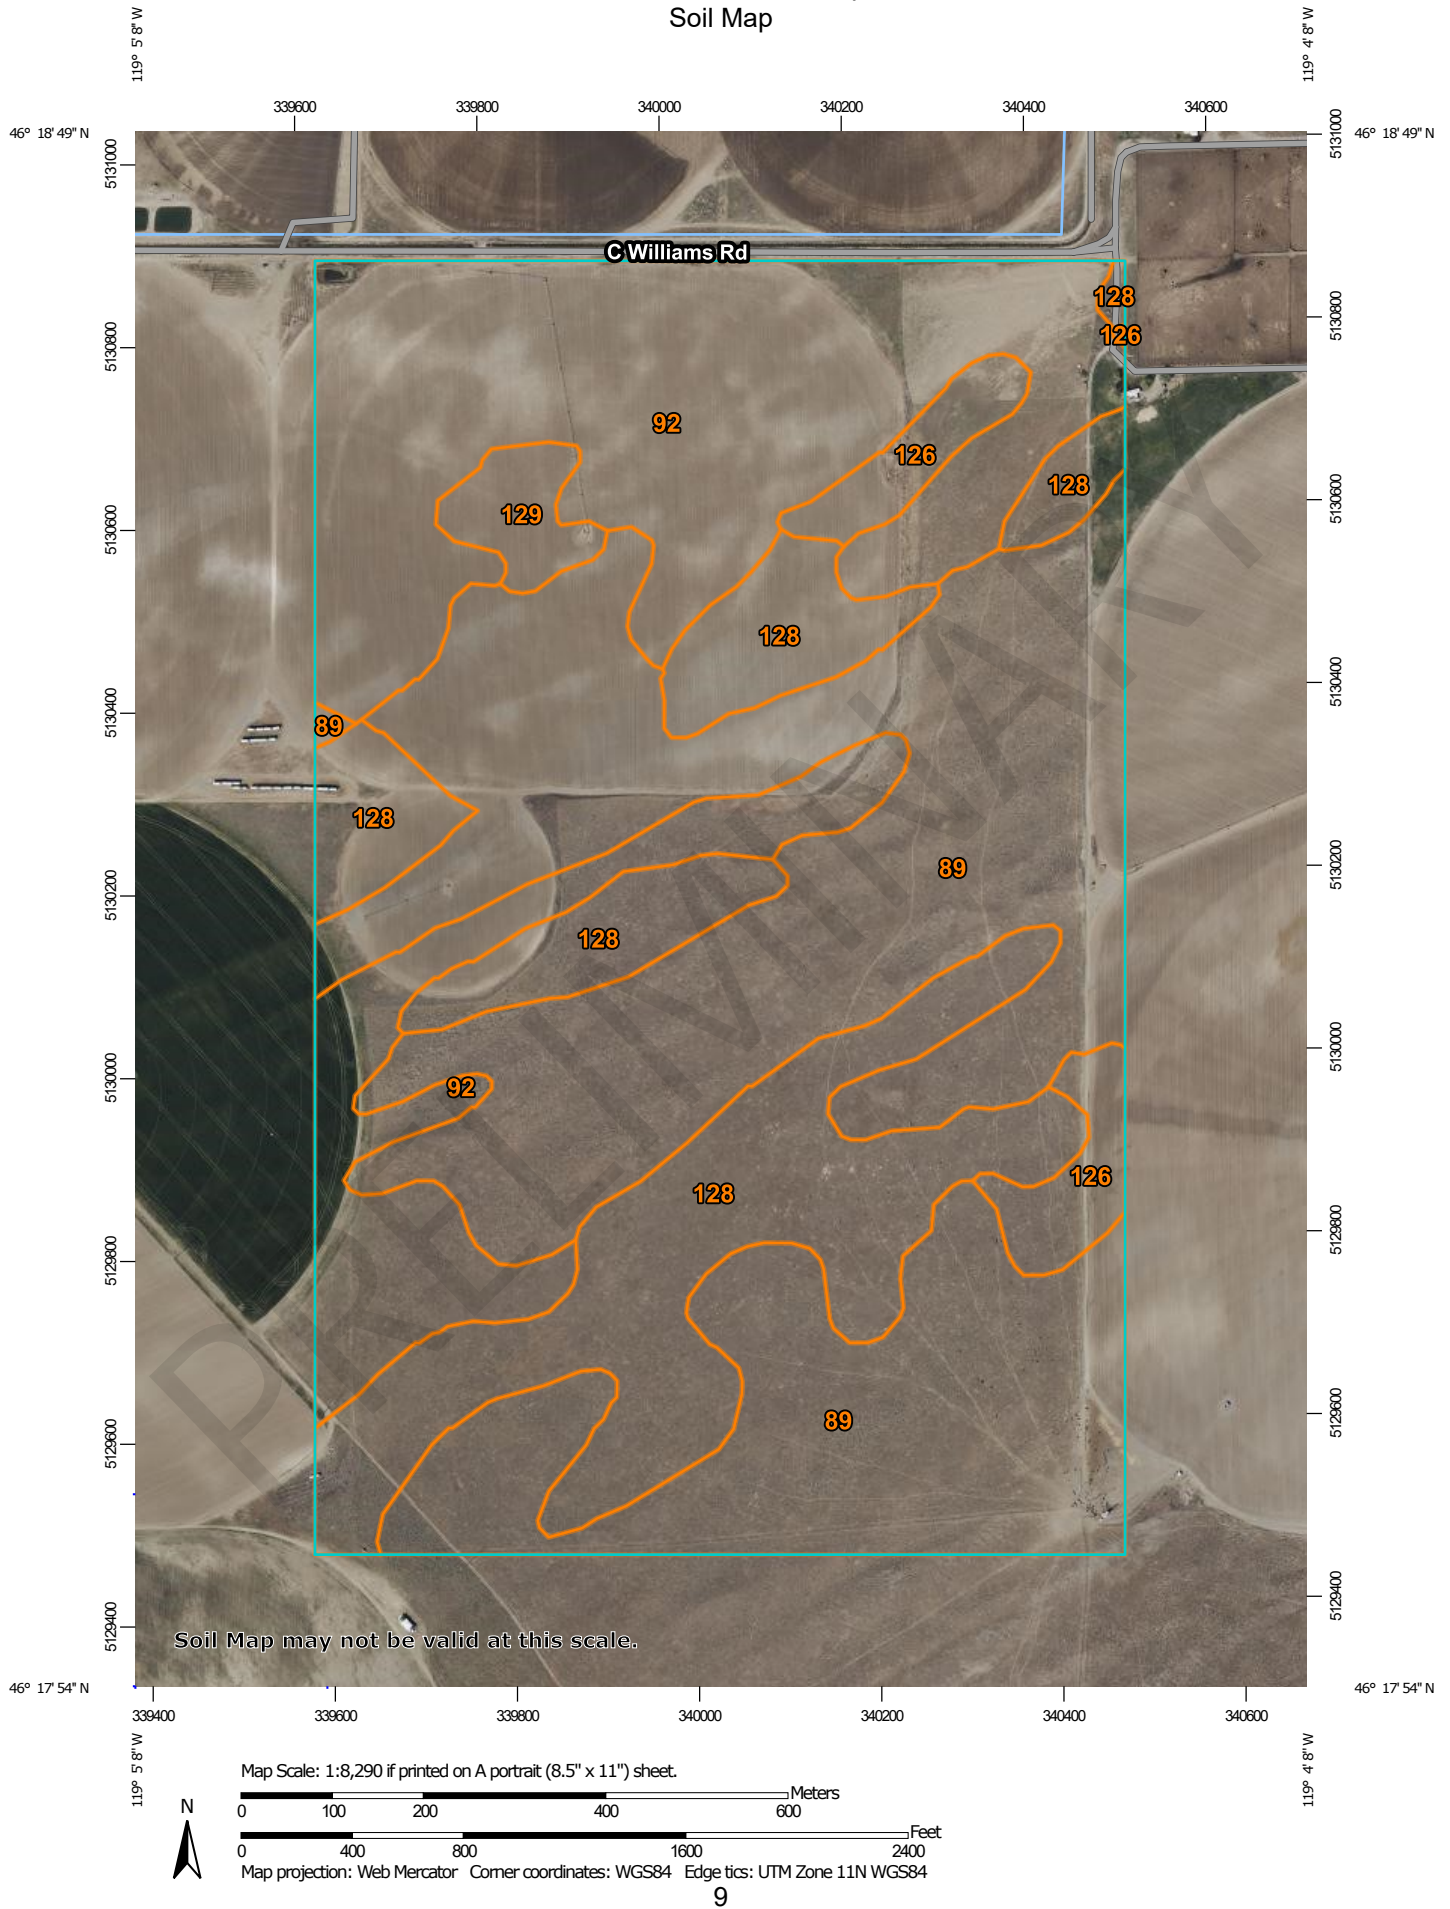 Soil Map
119° 5' 8" W
119° 4' 8" W
339600 339800 340000 340200 340400 340600
46° 18' 49" N
46° 18' 49" N
5131000
5131000
C Williams Rd
128
5130800
5130800
126
92
126
128
129
5130600
5130600
128
5130400
5130400
89
128
89
5130200
5130200
128
PRELIMINARY
5130000
5130000
92
126
128
5129800
5129800
89
5129600
5129600
5129400
5129400
Soil Map may not be valid at this scale.
46° 17' 54" N
46° 17' 54" N
339400 339600 339800 340000 340200 340400 340600
119° 5' 8" W
119° 4' 8" W
Map Scale: 1:8,290 if printed on A portrait (8.5" x 11") sheet.
N
Meters
0 100 200 400 600
Feet
0 400 800 1600 2400
Map projection: Web Mercator Corner coordinates: WGS84 Edge tics: UTM Zone 11N WGS84
9